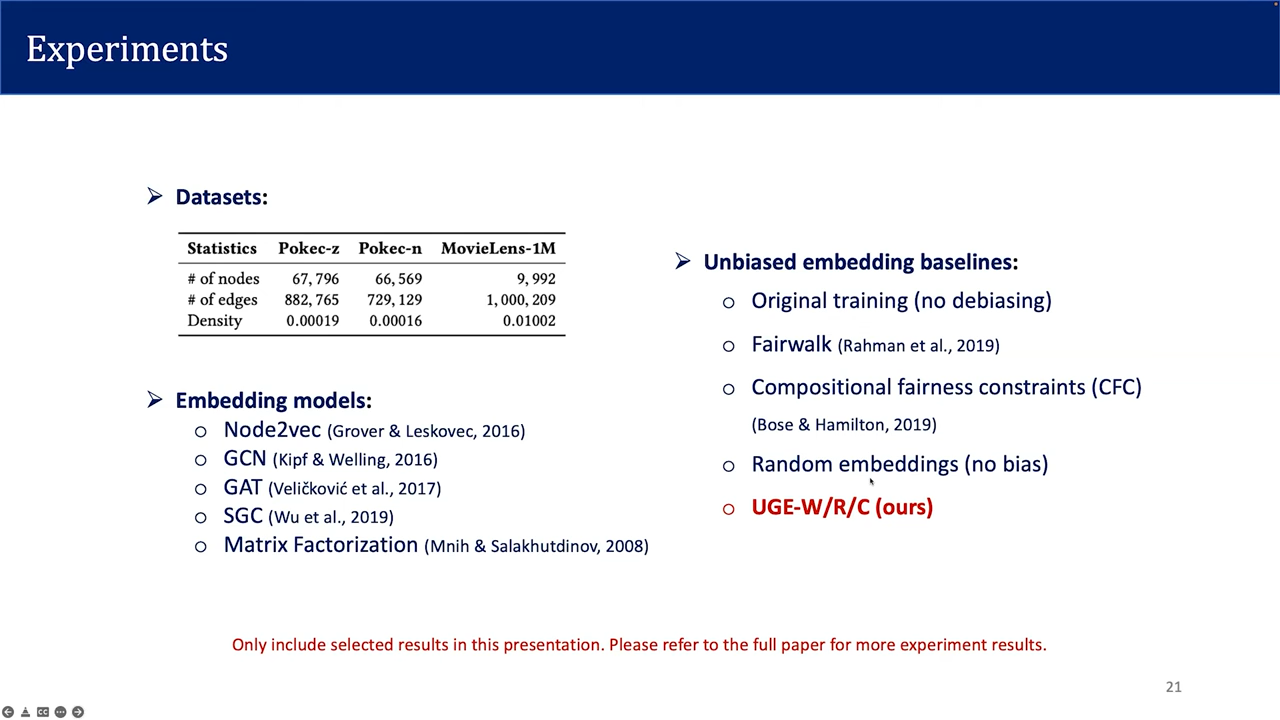 Experiments
Datasets:
Statistics Pokec-z Pokec-n MovieLens-1M
# of nodes 67,796 66,569 9,992
# of edges 882,765 729,129 1,000,209
Density 0.00019 0.00016 0.01002
Embedding models:
Node2vec (Grover & Leskovec, 2016)
GCN (Kipf & Welling, 2016)
GAT (Veličković et al., 2017)
SGC (Wu et al., 2019)
Matrix Factorization (Mnih & Salakhutdinov, 2008)
Unbiased embedding baselines:
Original training (no debiasing)
Fairwalk (Rahman et al., 2019)
Compositional fairness constraints (CFC)
(Bose & Hamilton, 2019)
Random embeddings (no bias)
UGE-W/R/C (ours)
Only include selected results in this presentation. Please refer to the full paper for more experiment results.
21